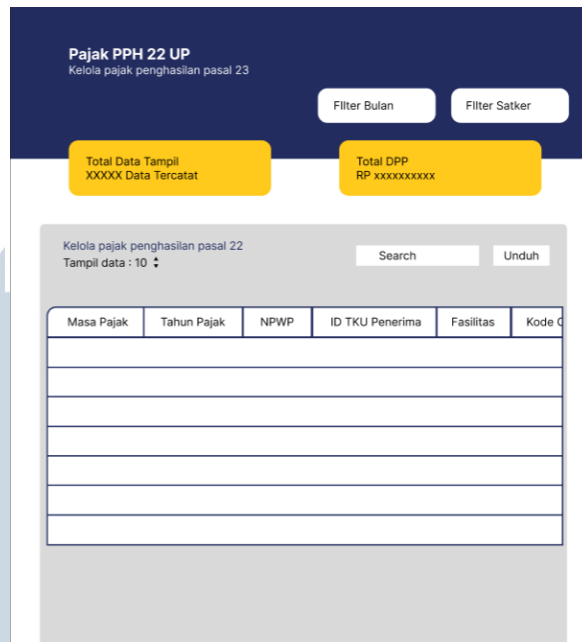 Pajak PPH 22 UP
Kelola pajak penghasilan pasal 23
FIlter Bulan
FIlter Satker
Total Data Tampil
XXXXX Data Tercatat
Total DPP
RP xxxxxxxxxx
Kelola pajak penghasilan pasal 22
Tampil data : 10
Search
Unduh
Masa Pajak
Tahun Pajak
NPWP
ID TKU Penerima
Fasilitas
Kode